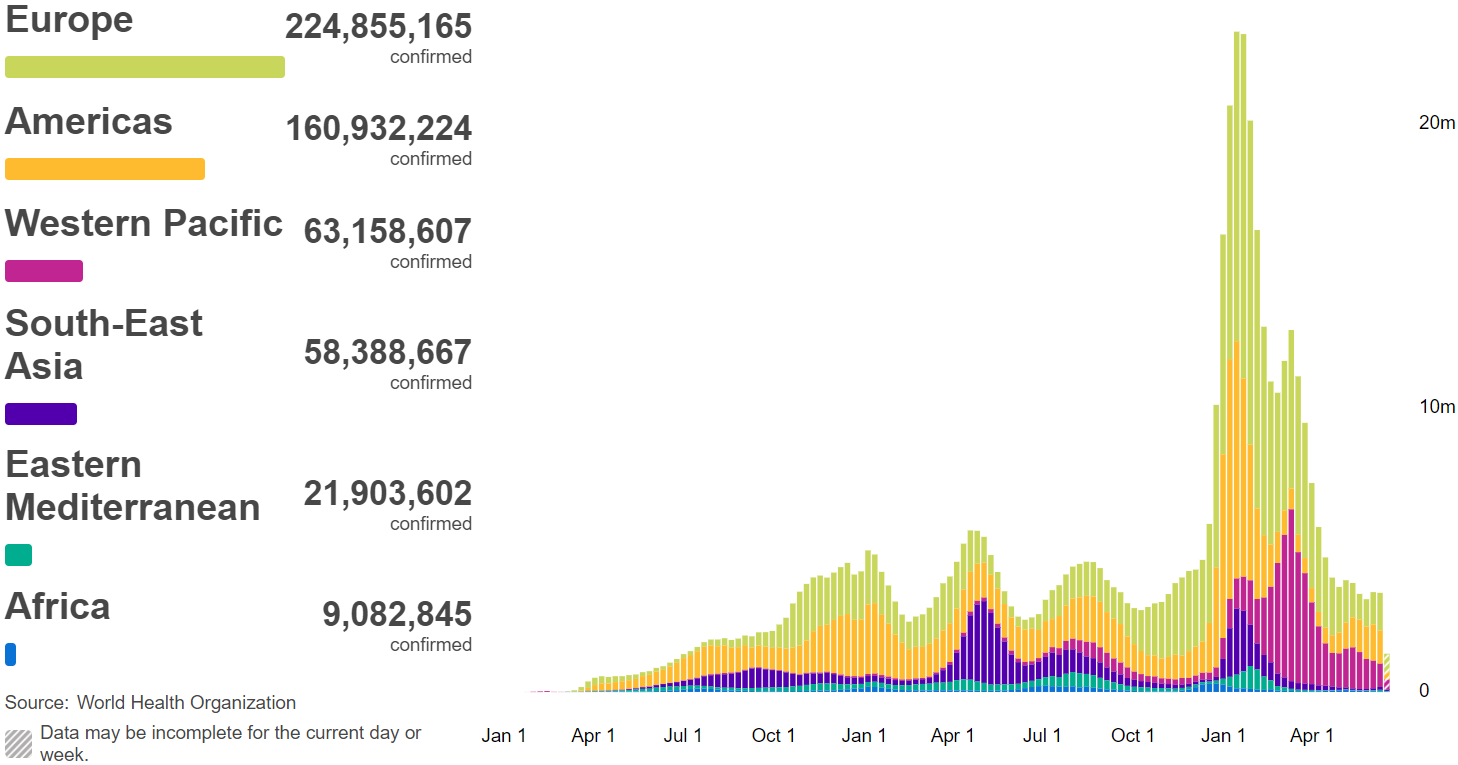 Europe
224,855,165
confirmed
Americas
160,932,224
confirmed
Western Pacific
63,158,607
confirmed
South-East
Asia
58,388,667
confirmed
Eastern
Mediterranean
21,903,602
confirmed
Africa
9,082,845
confirmed
Source: World Health Organization
Data may be incomplete for the current day or
week.
20m
10m
0
Jan 1 Apr 1 Jul 1 Oct 1 Jan 1 Apr 1 Jul 1 Oct 1 Jan 1 Apr 1